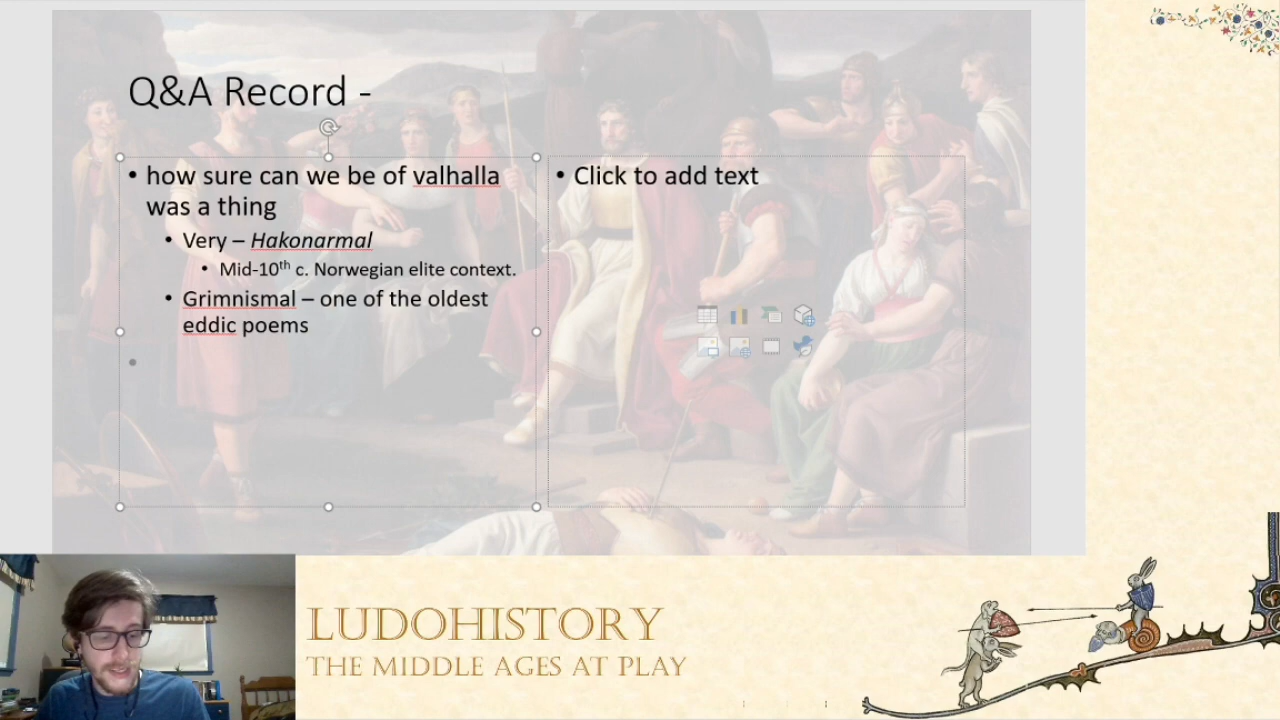 Q&A Record -
• how sure can we be of valhalla
was a thing
• Very – Hakonarmal
• Mid-10th c. Norwegian elite context.
• Grimnismal – one of the oldest
eddic poems
•
• Click to add text
LUDOHISTORY
THE MIDDLE AGES AT PLAY